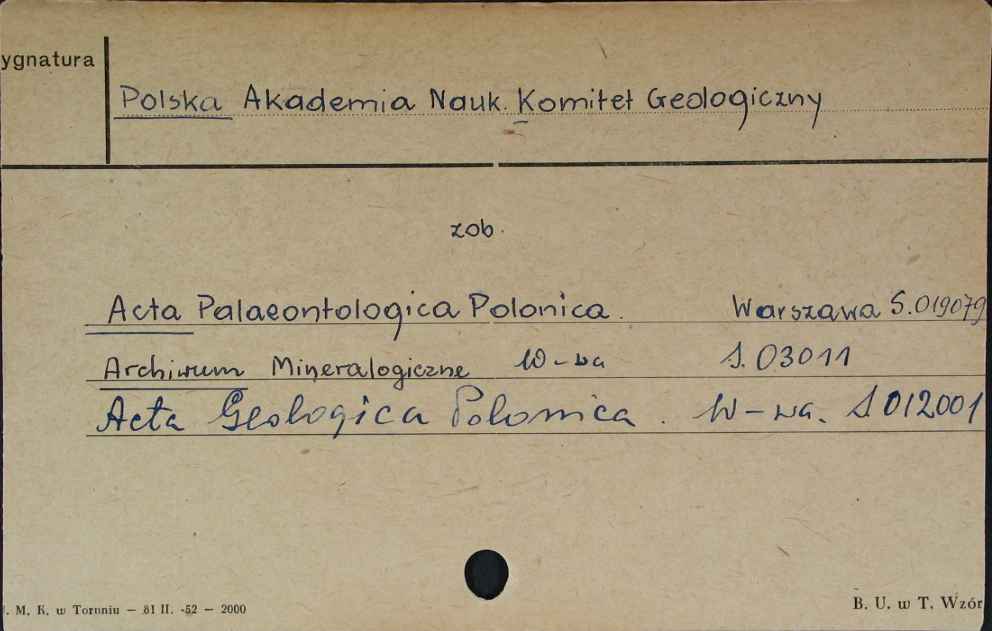 ygnatura
Polska Akademia Nauk. Komitet Geologiczny
zob.
Acta Palaeontologica Polonica. Warszawa S.019079
Archiwum Mineralogiczne W-wa S.03011
Acta Geologica Polonica. W-wa. S012001
. M. K. w Toruniu — 81 II. -52 — 2000
B. U. w T. Wzór